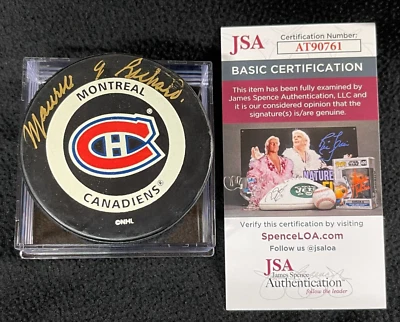 Maurice Richard
MONTREAL
CANADIENS®
©NHL
JSA
Certification Number:
AT90761
BASIC CERTIFICATION
This item has been fully examined by
James Spence Authentication, LLC and it
is our considered opinion that the
signature(s) is/are genuine.
NATURE
JETS
Verify this certification by visiting
SpenceLOA.com
Follow us @jsaloa
JSA
James Spence
Authentication
follow the leader